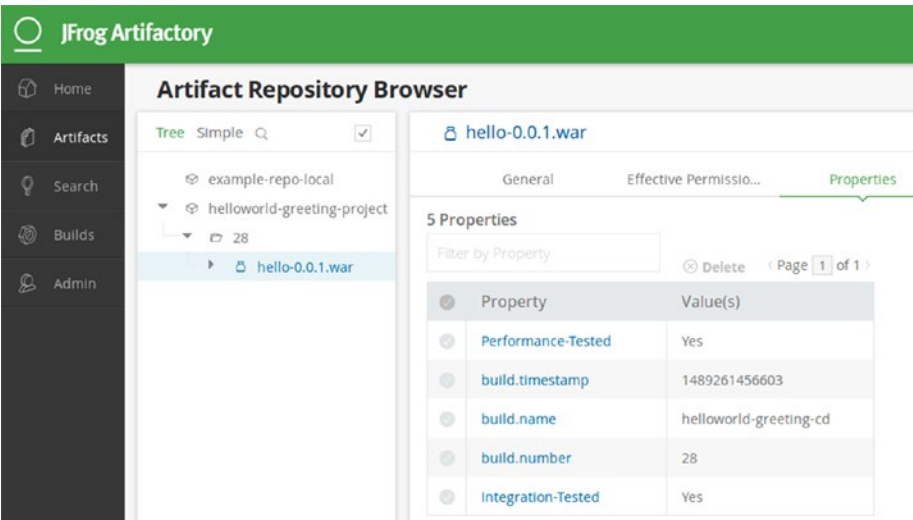 JFrog Artifactory
Home
Artifacts
Search
Builds
Admin
Artifact Repository Browser
Tree Simple
example-repo-local
helloworld-greeting-project
28
hello-0.0.1.war
hello-0.0.1.war
General Effective Permissio... Properties
5 Properties
Filter by Property
Delete Page 1 of 1
Property Value(s)
Performance-Tested Yes
build.timestamp 1489261456603
build.name helloworld-greeting-cd
build.number 28
Integration-Tested Yes